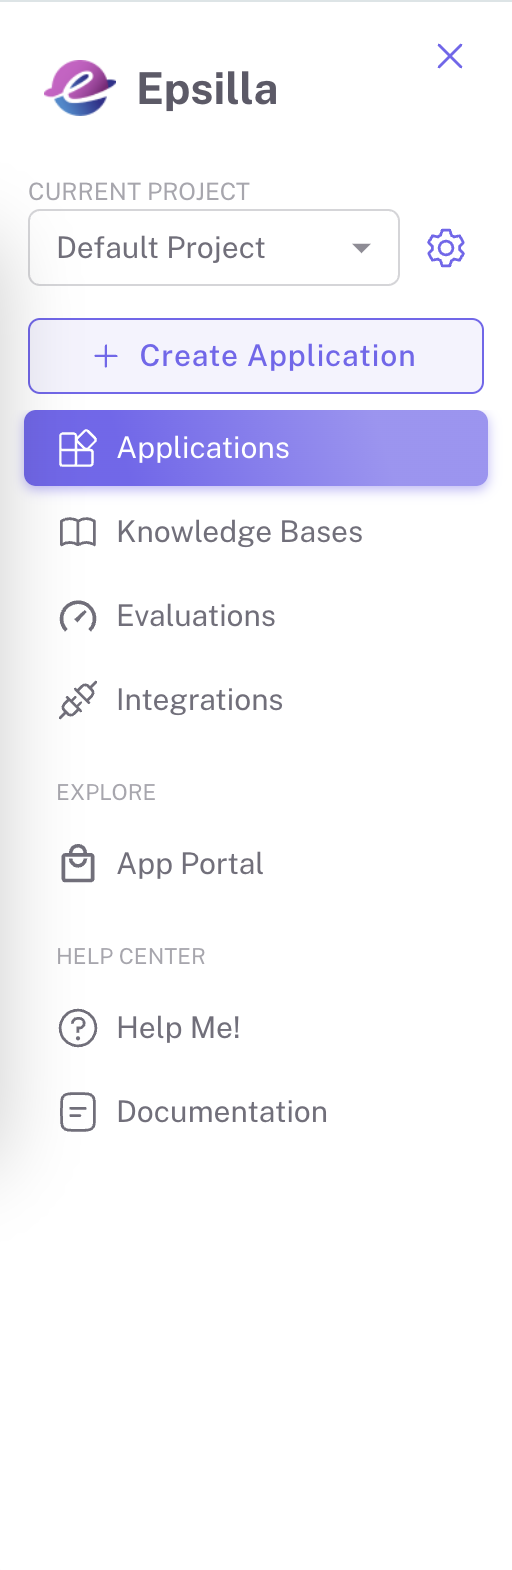 Epsilla
CURRENT PROJECT
Default Project
Create Application
Applications
Knowledge Bases
Evaluations
Integrations
EXPLORE
App Portal
HELP CENTER
Help Me!
Documentation